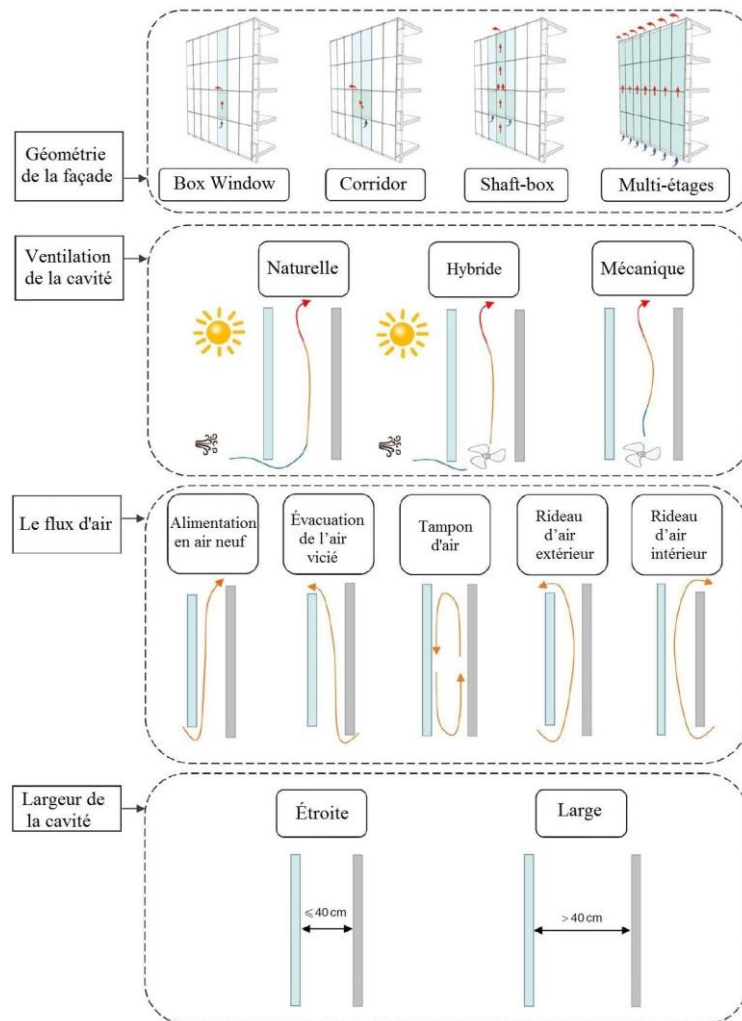 Géométrie
de la façade
Box Window
Corridor
Shaft-box
Multi-étages
Ventilation
de la cavité
Naturelle
Hybride
Mécanique
Le flux d'air
Alimentation
en air neuf
Évacuation
de l'air
vicié
Tampon
d'air
Rideau
d'air
extérieur
Rideau
d'air
intérieur
Largeur de
la cavité
Étroite
Large
⩽40 cm
>40 cm